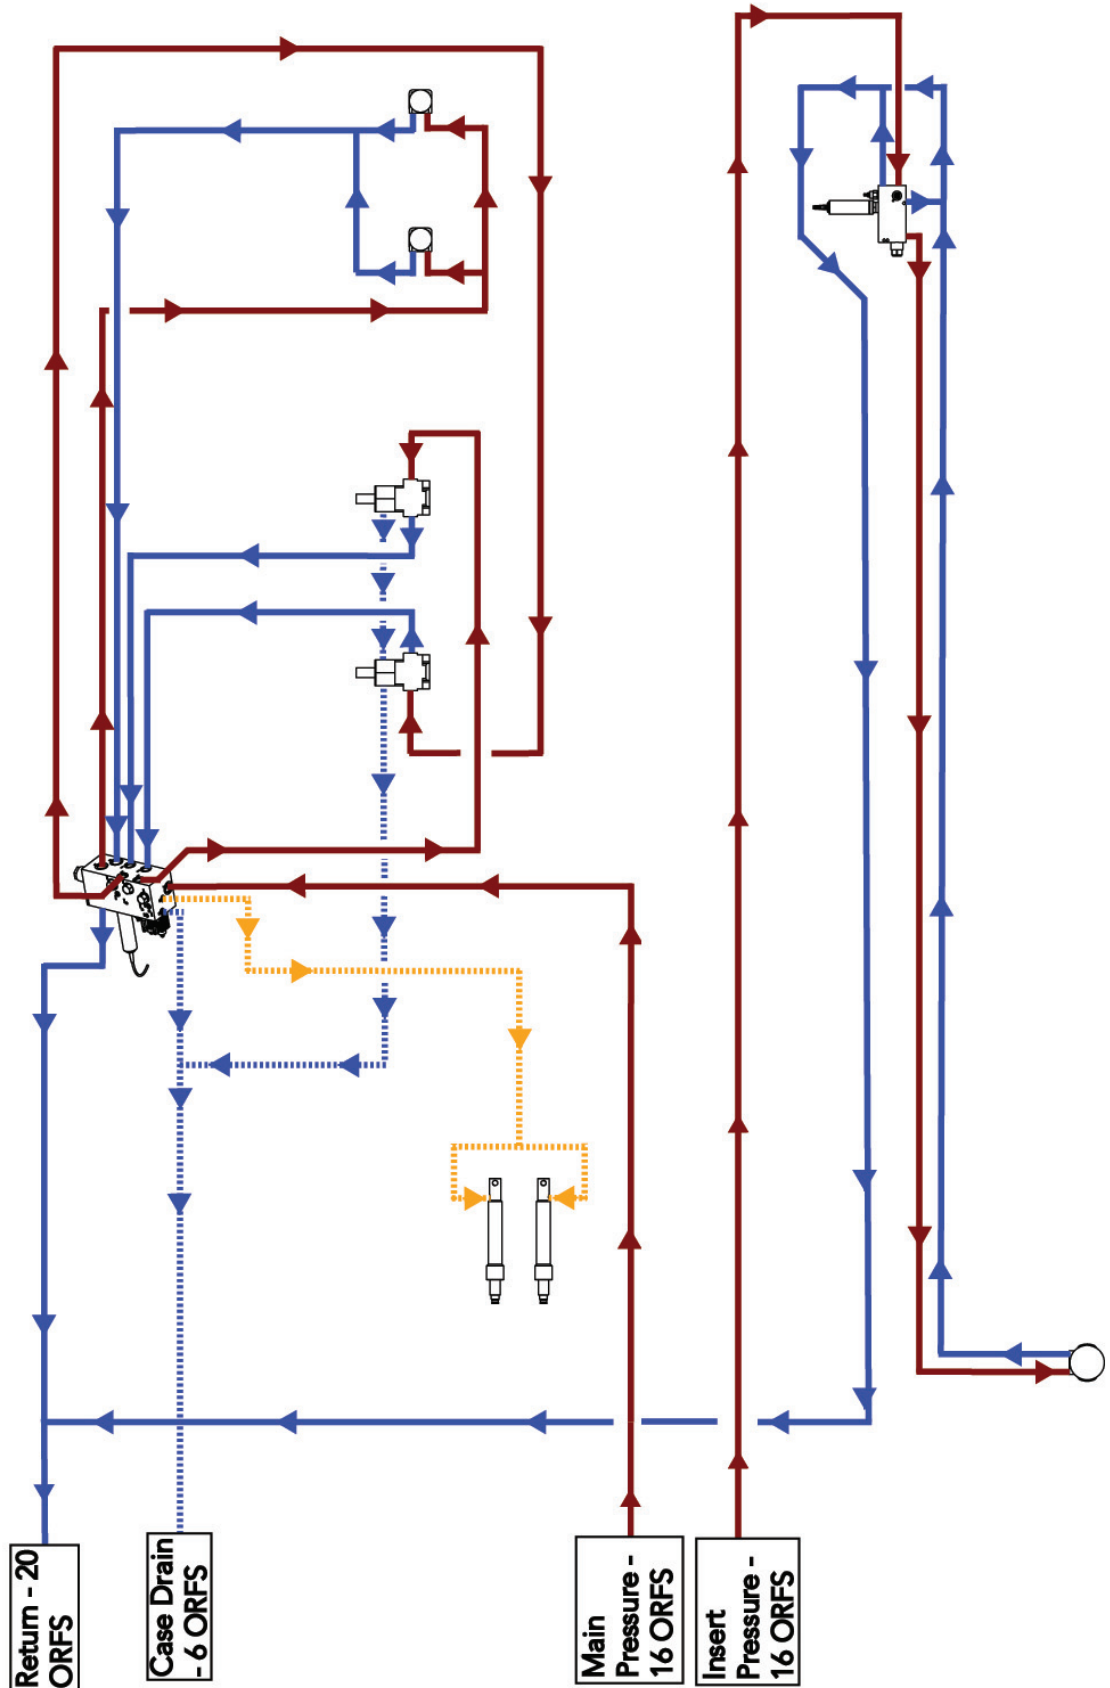 Return - 20
ORFS
Case Drain
- 6 ORFS
Main
Pressure -
16 ORFS
Insert
Pressure -
16 ORFS